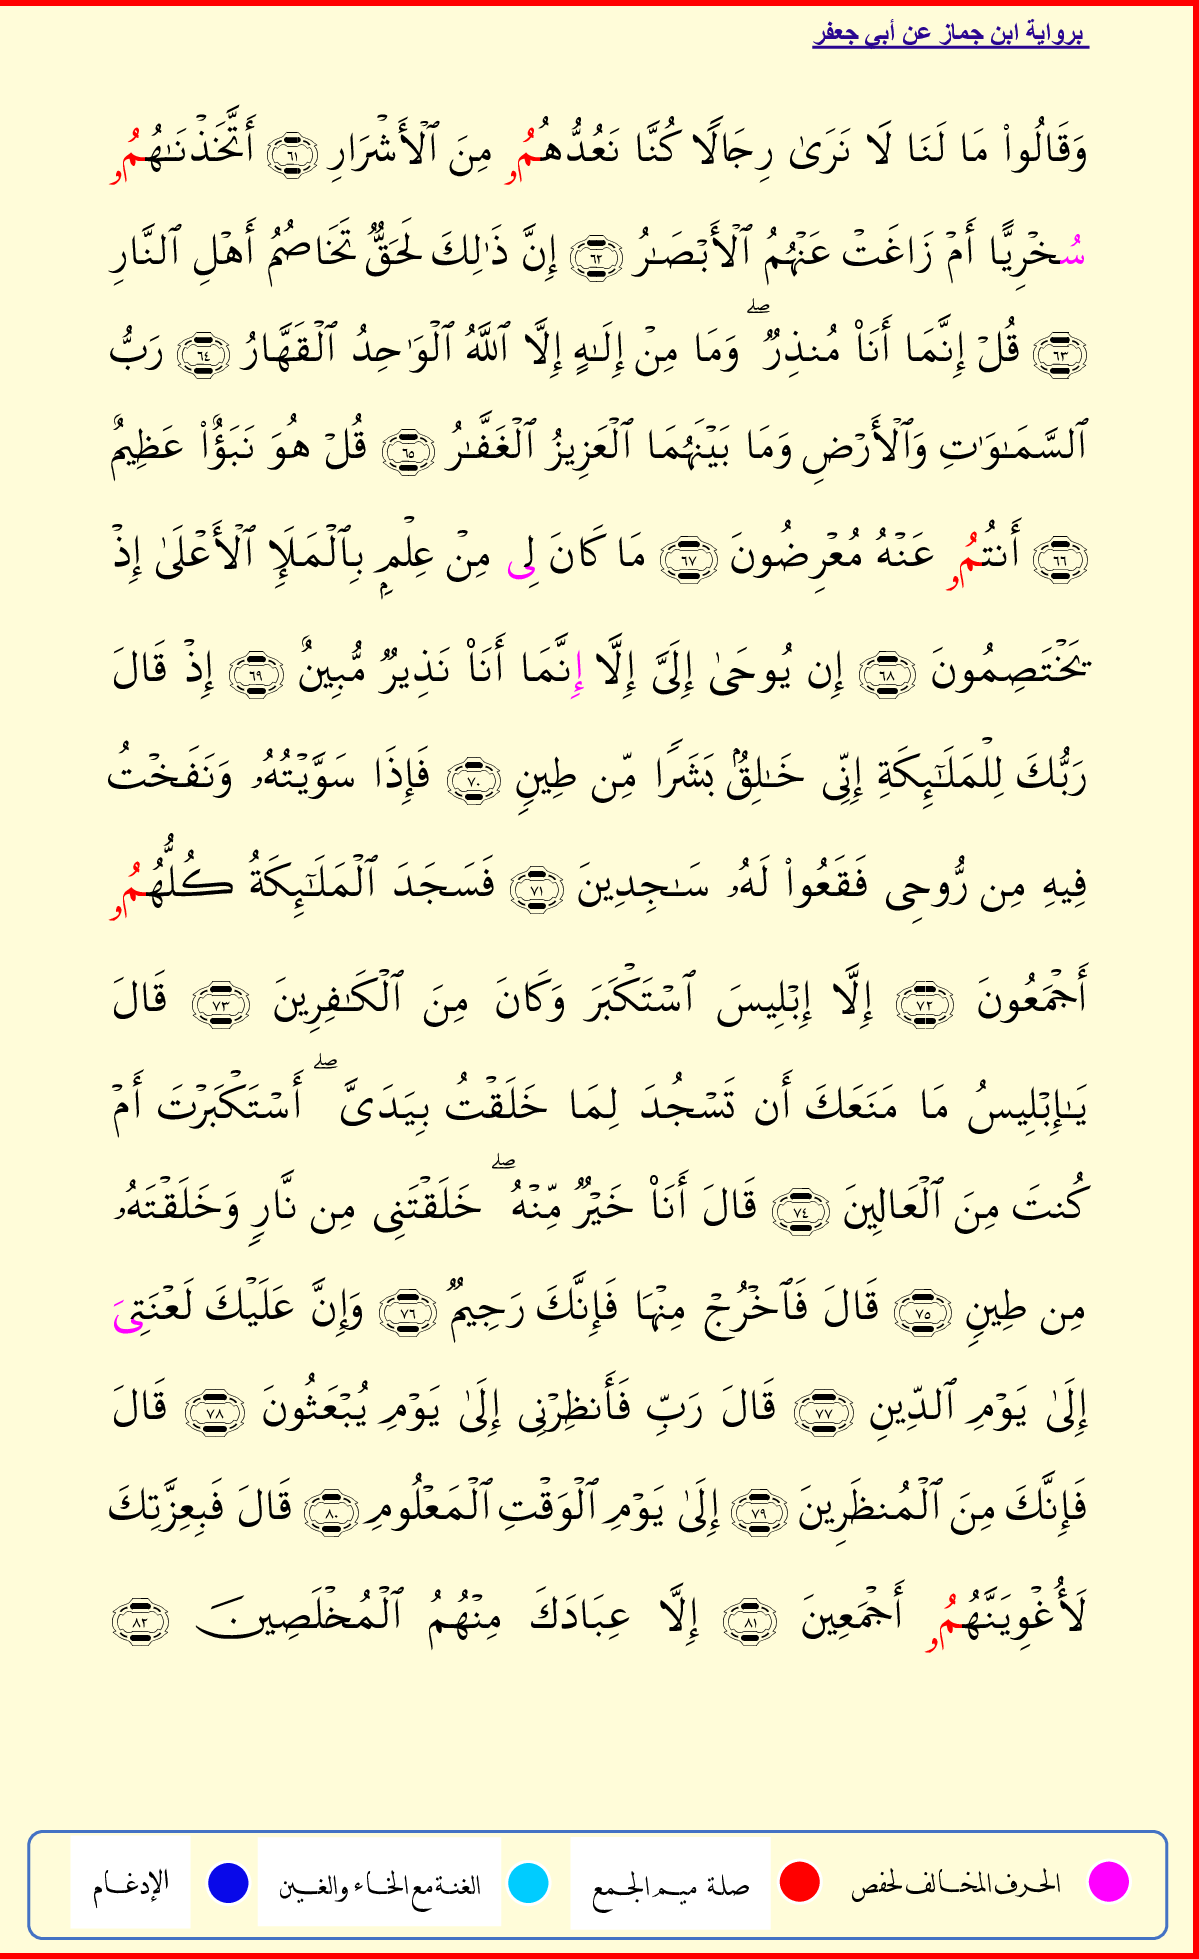 برواية ابن جماز عن أبي جعفر
وَقَالُواْ مَا لَنَا لَا نَرَىٰ رِجَالًا كُنَّا نَعُدُّهُمُۥ مِنَ ٱلْأَشْرَارِ ٦١ أَتَّخَذْنَـٰهُمُۥ
سُخْرِيًّا أَمْ زَاغَتْ عَنْهُمُ ٱلْأَبْصَـٰرُ ٦٢ إِنَّ ذَٰلِكَ لَحَقٌّ تَخَاصُمُ أَهْلِ ٱلنَّارِ
٦٣ قُلْ إِنَّمَا أَنَا۠ مُنذِرٌ ۖ وَمَا مِنْ إِلَـٰهٍ إِلَّا ٱللَّهُ ٱلْوَٰحِدُ ٱلْقَهَّارُ ٦٤ رَبُّ
ٱلسَّمَـٰوَٰتِ وَٱلْأَرْضِ وَمَا بَيْنَهُمَا ٱلْعَزِيزُ ٱلْغَفَّـٰرُ ٦٥ قُلْ هُوَ نَبَؤٌاْ عَظِيمٌ
٦٦ أَنتُمُۥ عَنْهُ مُعْرِضُونَ ٦٧ مَا كَانَ لِى مِنْ عِلْمِۭ بِٱلْمَلَإِ ٱلْأَعْلَىٰ إِذْ
يَخْتَصِمُونَ ٦٨ إِن يُوحَىٰ إِلَىَّ إِلَّا إِنَّمَا أَنَا۠ نَذِيرٌ مُّبِينٌ ٦٩ إِذْ قَالَ
رَبُّكَ لِلْمَلَـٰٓئِكَةِ إِنِّى خَـٰلِقُۢ بَشَرًا مِّن طِينٍ ٧٠ فَإِذَا سَوَّيْتُهُۥ وَنَفَخْتُ
فِيهِ مِن رُّوحِى فَقَعُواْ لَهُۥ سَـٰجِدِينَ ٧١ فَسَجَدَ ٱلْمَلَـٰٓئِكَةُ كُلُّهُمُۥ
أَجْمَعُونَ ٧٢ إِلَّا إِبْلِيسَ ٱسْتَكْبَرَ وَكَانَ مِنَ ٱلْكَـٰفِرِينَ ٧٣ قَالَ
يَـٰإِبْلِيسُ مَا مَنَعَكَ أَن تَسْجُدَ لِمَا خَلَقْتُ بِيَدَىَّ ۖ أَسْتَكْبَرْتَ أَمْ
كُنتَ مِنَ ٱلْعَالِينَ ٧٤ قَالَ أَنَا۠ خَيْرٌ مِّنْهُ ۖ خَلَقْتَنِى مِن نَّارٍ وَخَلَقْتَهُۥ
مِن طِينٍ ٧٥ قَالَ فَٱخْرُجْ مِنْهَا فَإِنَّكَ رَجِيمٌ ٧٦ وَإِنَّ عَلَيْكَ لَعْنَتِىَ
إِلَىٰ يَوْمِ ٱلدِّينِ ٧٧ قَالَ رَبِّ فَأَنظِرْنِى إِلَىٰ يَوْمِ يُبْعَثُونَ ٧٨ قَالَ
فَإِنَّكَ مِنَ ٱلْمُنظَرِينَ ٧٩ إِلَىٰ يَوْمِ ٱلْوَقْتِ ٱلْمَعْلُومِ ٨٠ قَالَ فَبِعِزَّتِكَ
لَأُغْوِيَنَّهُمُۥ أَجْمَعِينَ ٨١ إِلَّا عِبَادَكَ مِنْهُمُ ٱلْمُخْلَصِينَ ٨٢
الحرف المخالف لحفص صلة ميم الجمع الغنة مع الخاء والغين الإدغام